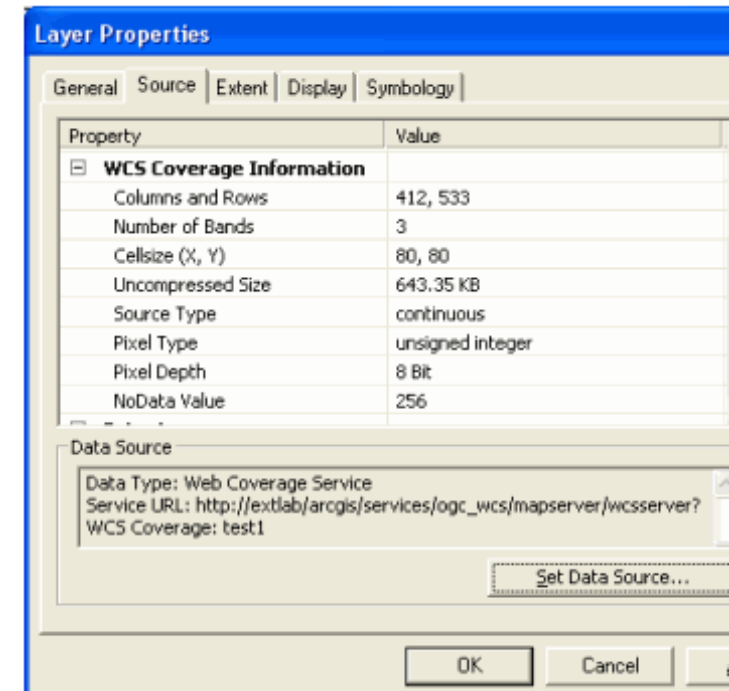 Layer Properties
General Source Extent Display Symbology
Property Value
WCS Coverage Information
Columns and Rows 412, 533
Number of Bands 3
Cellsize (X, Y) 80, 80
Uncompressed Size 643.35 KB
Source Type continuous
Pixel Type unsigned integer
Pixel Depth 8 Bit
NoData Value 256
Data Source
Data Type: Web Coverage Service
Service URL: http://extlab/arcgis/services/ogc_wcs/mapserver/wcsserver?
WCS Coverage: test1
Set Data Source...
OK Cancel